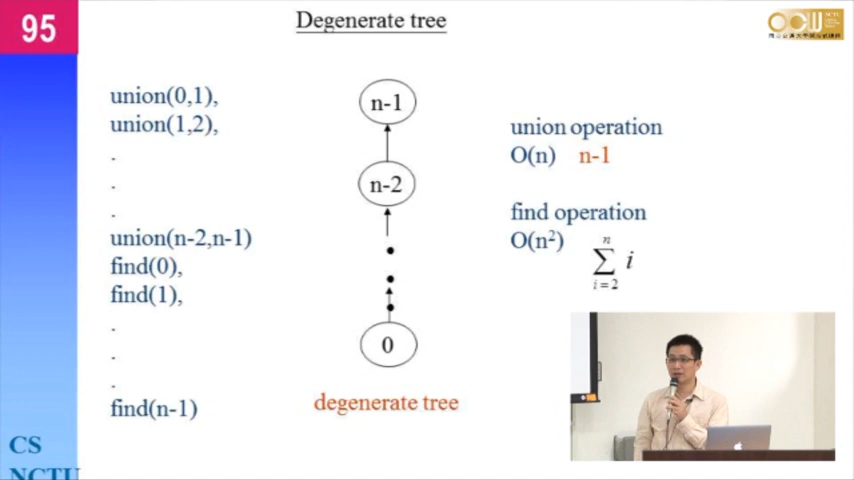 95
Degenerate tree
OCW
union(0,1),
union(1,2),
.
.
.
union(n-2,n-1)
find(0),
find(1),
.
.
.
find(n-1)
n-1
n-2
0
degenerate tree
union operation
O(n) n-1
find operation
O(n²)
n
∑ i
i=2
CS
NCTU